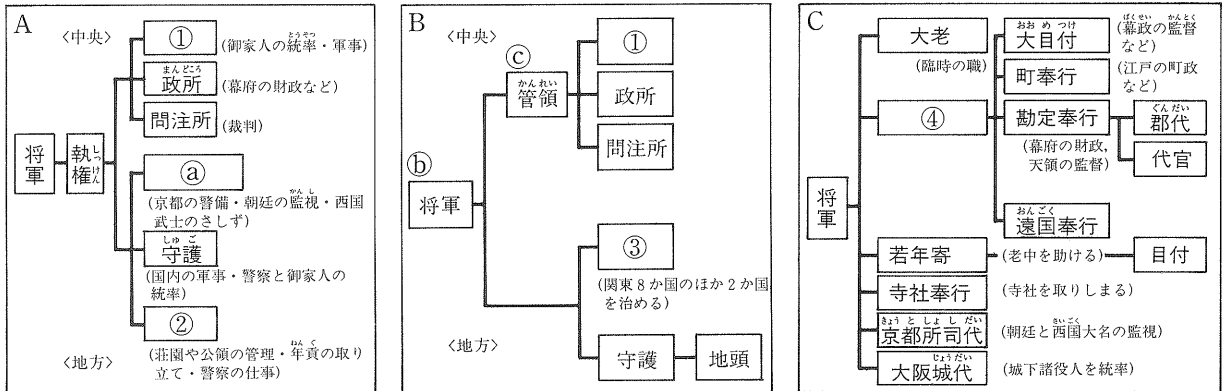 A
〈中央〉
①
(御家人の統率・軍事)
とうそつ
政所
まんどころ
(幕府の財政など)
問注所
(裁判)
将軍
執権
しっけん
ⓐ
(京都の警備・朝廷の監視・西国
かんし
武士のさしず)
守護
しゅご
(国内の軍事・警察と御家人の
統率)
②
(荘園や公領の管理・年貢の取り
ねんぐ
立て・警察の仕事)
〈地方〉
B
〈中央〉
①
ⓒ
管領
かんれい
政所
問注所
ⓑ
将軍
③
(関東8か国のほか2か国
を治める)
〈地方〉
守護
地頭
C
大老
(臨時の職)
大目付
おおめつけ
(幕政の監督
ばくせい かんとく
など)
町奉行
(江戸の町政
など)
④
勘定奉行
(幕府の財政,
天領の監督)
郡代
ぐんだい
代官
将軍
遠国奉行
おんごく
若年寄
(老中を助ける)
目付
寺社奉行
(寺社を取りしまる)
京都所司代
きょうとしょしだい
(朝廷と西国大名の監視)
さいごく
大阪城代
じょうだい
(城下諸役人を統率)